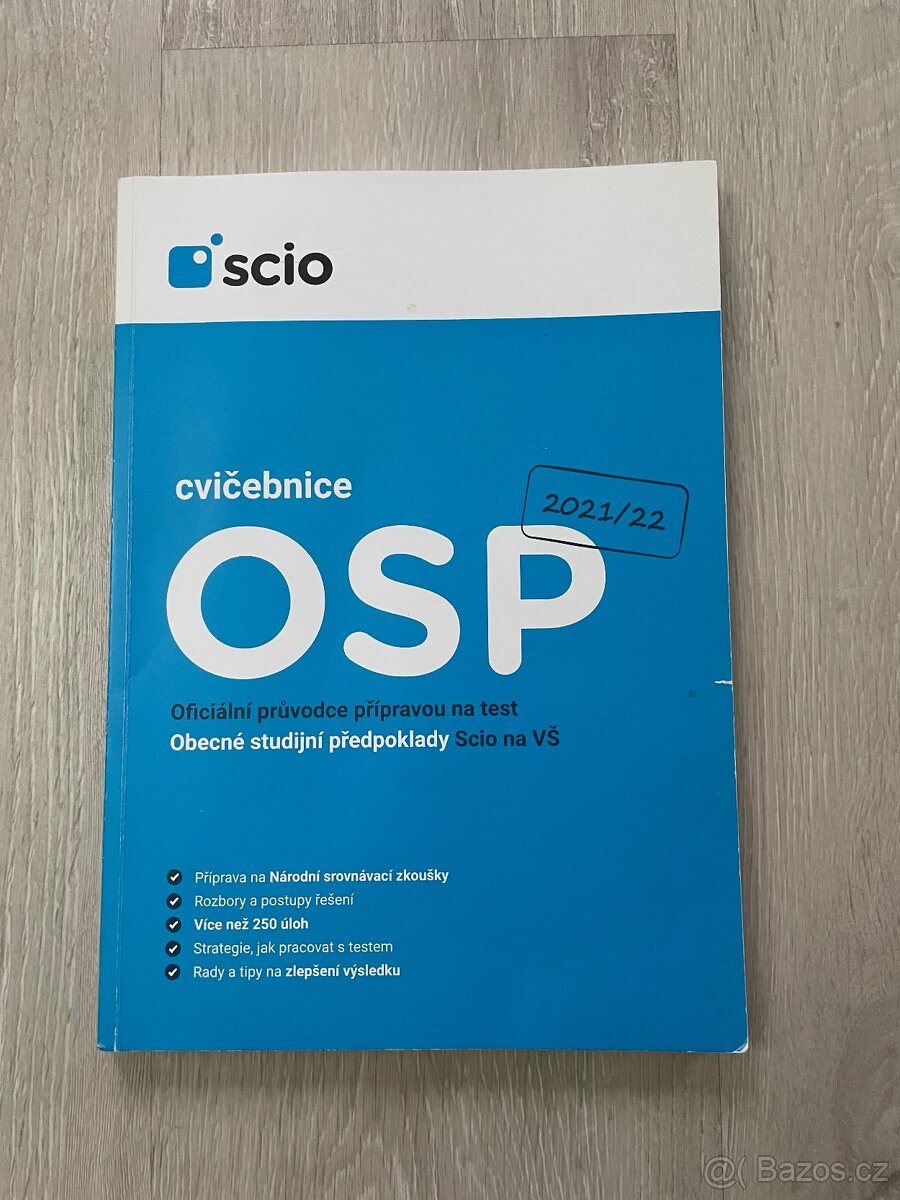 scio
cvičebnice
2021/22
OSP
Oficiální průvodce přípravou na test
Obecné studijní předpoklady Scio na VŠ
Příprava na Národní srovnávací zkoušky
Rozbory a postupy řešení
Více než 250 úloh
Strategie, jak pracovat s testem
Rady a tipy na zlepšení výsledku
@( Bazos.cz